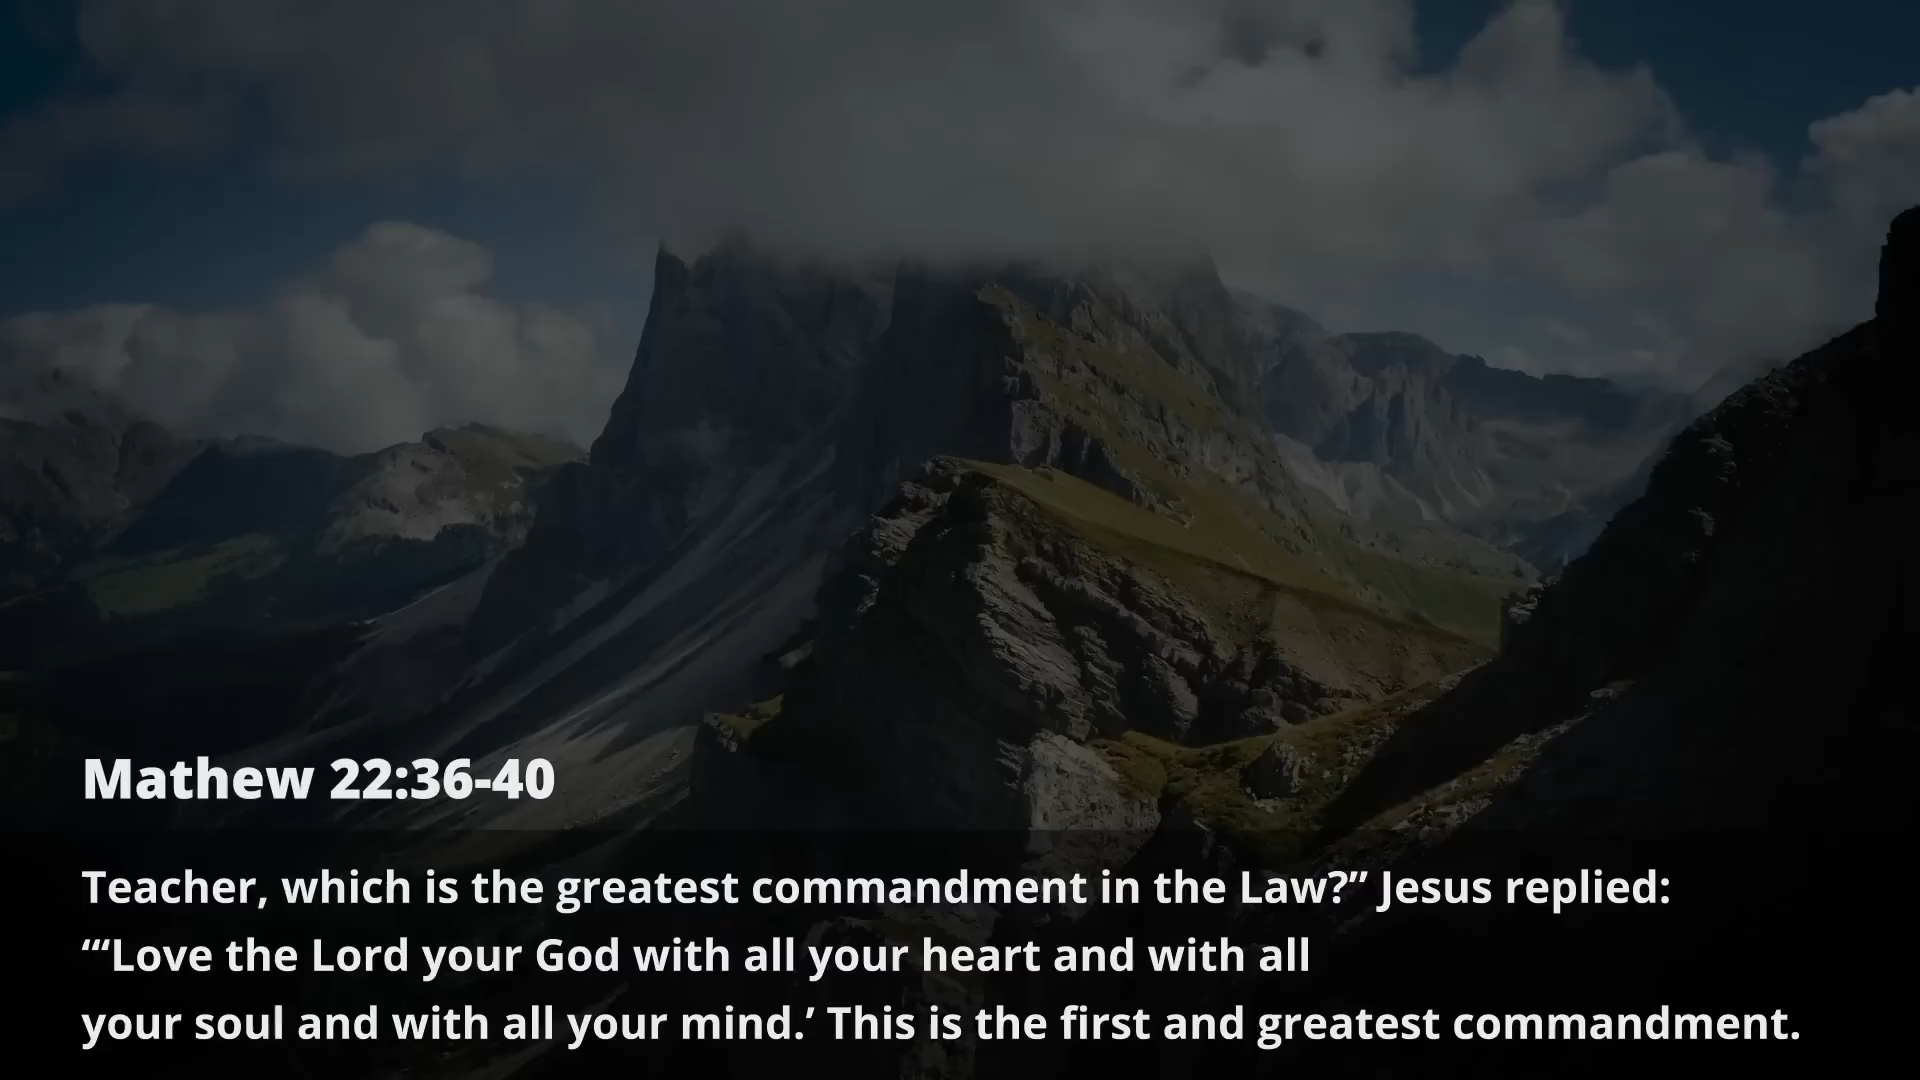 Mathew 22:36-40
Teacher, which is the greatest commandment in the Law?” Jesus replied:
“‘Love the Lord your God with all your heart and with all
your soul and with all your mind.’ This is the first and greatest commandment.